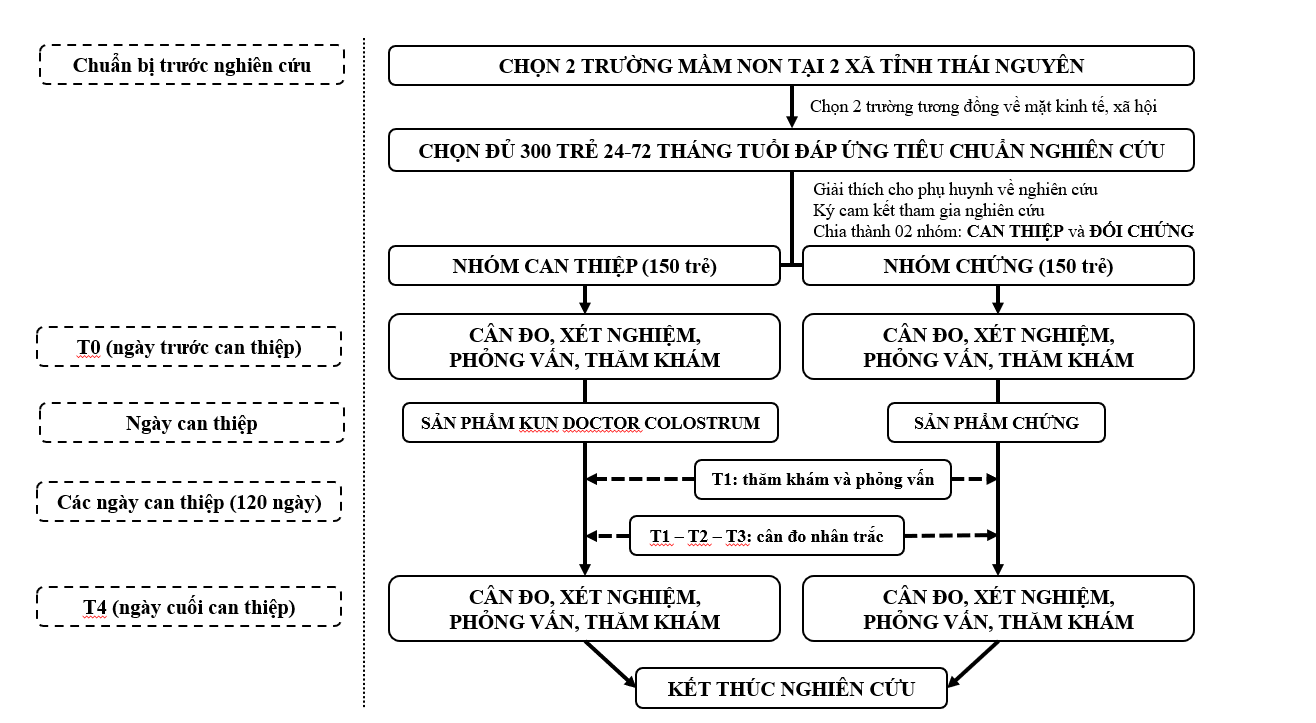 Chuẩn bị trước nghiên cứu
CHỌN 2 TRƯỜNG MẦM NON TẠI 2 XÃ TỈNH THÁI NGUYÊN
Chọn 2 trường tương đồng về mặt kinh tế, xã hội
CHỌN ĐỦ 300 TRẺ 24-72 THÁNG TUỔI ĐÁP ỨNG TIÊU CHUẨN NGHIÊN CỨU
Giải thích cho phụ huynh về nghiên cứu
Ký cam kết tham gia nghiên cứu
Chia thành 02 nhóm: CAN THIỆP và ĐỐI CHỨNG
NHÓM CAN THIỆP (150 trẻ)
NHÓM CHỨNG (150 trẻ)
T0 (ngày trước can thiệp)
CÂN ĐO, XÉT NGHIỆM,
PHỎNG VẤN, THĂM KHÁM
CÂN ĐO, XÉT NGHIỆM,
PHỎNG VẤN, THĂM KHÁM
Ngày can thiệp
SẢN PHẨM KUN DOCTOR COLOSTRUM
SẢN PHẨM CHỨNG
Các ngày can thiệp (120 ngày)
T1: thăm khám và phỏng vấn
T1 – T2 – T3: cân đo nhân trắc
T4 (ngày cuối can thiệp)
CÂN ĐO, XÉT NGHIỆM,
PHỎNG VẤN, THĂM KHÁM
CÂN ĐO, XÉT NGHIỆM,
PHỎNG VẤN, THĂM KHÁM
KẾT THÚC NGHIÊN CỨU